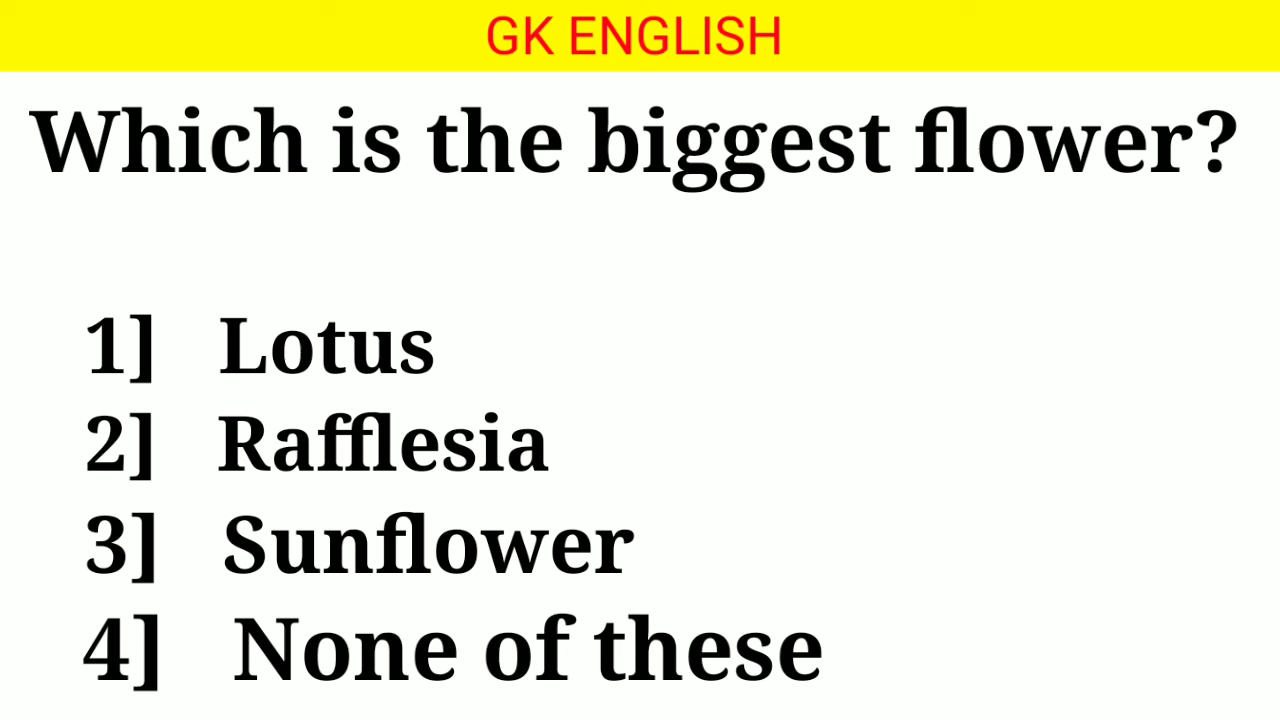 GK ENGLISH
Which is the biggest flower?
1] Lotus
2] Rafflesia
3] Sunflower
4] None of these